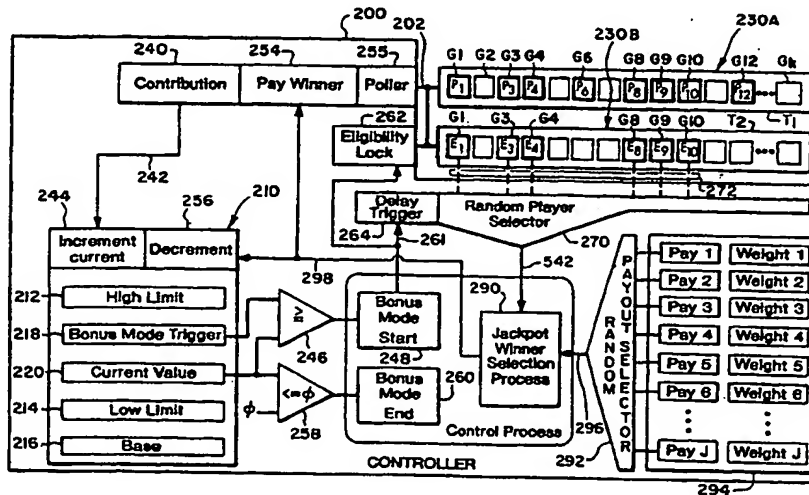 200
240 254 255 202 230B 230A
G1 G2 G3 G4 G6 G8 G9 G10 G12 Gk
Contribution Pay Winner Poller
P1 P3 P4 P6 P8 P9 P10 P12
262
G1 G3 G4 G8 G9 G10 T2 T1
Eligibility Lock
E1 E3 E4 E8 E9 E10
242
272
244 256 210
Delay Trigger
Random Player Selector
264 261 270
Increment current
Decrement
298 542
290
212 High Limit
218 Bonus Mode Trigger
220 Current Value
214 Low Limit
216 Base
≥
246
<=ϕ
ϕ
258
Bonus Mode Start
248
Bonus Mode End
260
Jackpot Winner Selection Process
Control Process
296
292
RANDOM
PAYOUT SELECTOR
Pay 1 Weight 1
Pay 2 Weight 2
Pay 3 Weight 3
Pay 4 Weight 4
Pay 5 Weight 5
Pay 6 Weight 6
Pay J Weight J
CONTROLLER
294